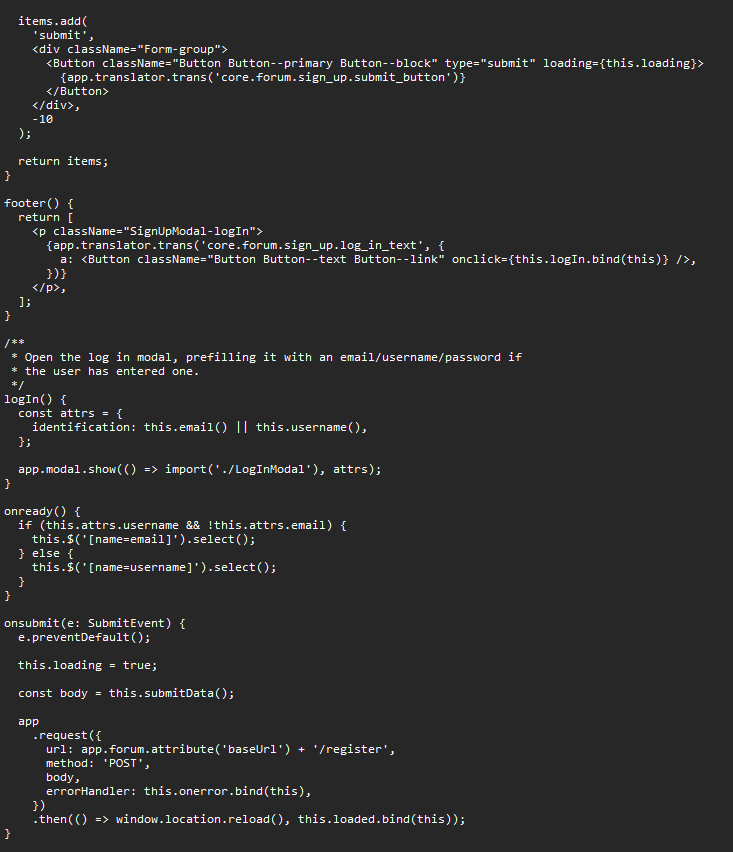 items.add(
    'submit',
    <div className="Form-group">
      <Button className="Button Button--primary Button--block" type="submit" loading={this.loading}>
        {app.translator.trans('core.forum.sign_up.submit_button')}
      </Button>
    </div>,
    -10
  );

  return items;
}

footer() {
  return [
    <p className="SignUpModal-logIn">
      {app.translator.trans('core.forum.sign_up.log_in_text', {
        a: <Button className="Button Button--text Button--link" onclick={this.logIn.bind(this)} />,
      })}
    </p>,
  ];
}

/**
 * Open the log in modal, prefilling it with an email/username/password if
 * the user has entered one.
 */
logIn() {
  const attrs = {
    identification: this.email() || this.username(),
  };

  app.modal.show(() => import('./LogInModal'), attrs);
}

onready() {
  if (this.attrs.username && !this.attrs.email) {
    this.$('[name=email]').select();
  } else {
    this.$('[name=username]').select();
  }
}

onsubmit(e: SubmitEvent) {
  e.preventDefault();

  this.loading = true;

  const body = this.submitData();

  app
    .request({
      url: app.forum.attribute('baseUrl') + '/register',
      method: 'POST',
      body,
      errorHandler: this.onerror.bind(this),
    })
    .then(() => window.location.reload(), this.loaded.bind(this));
}